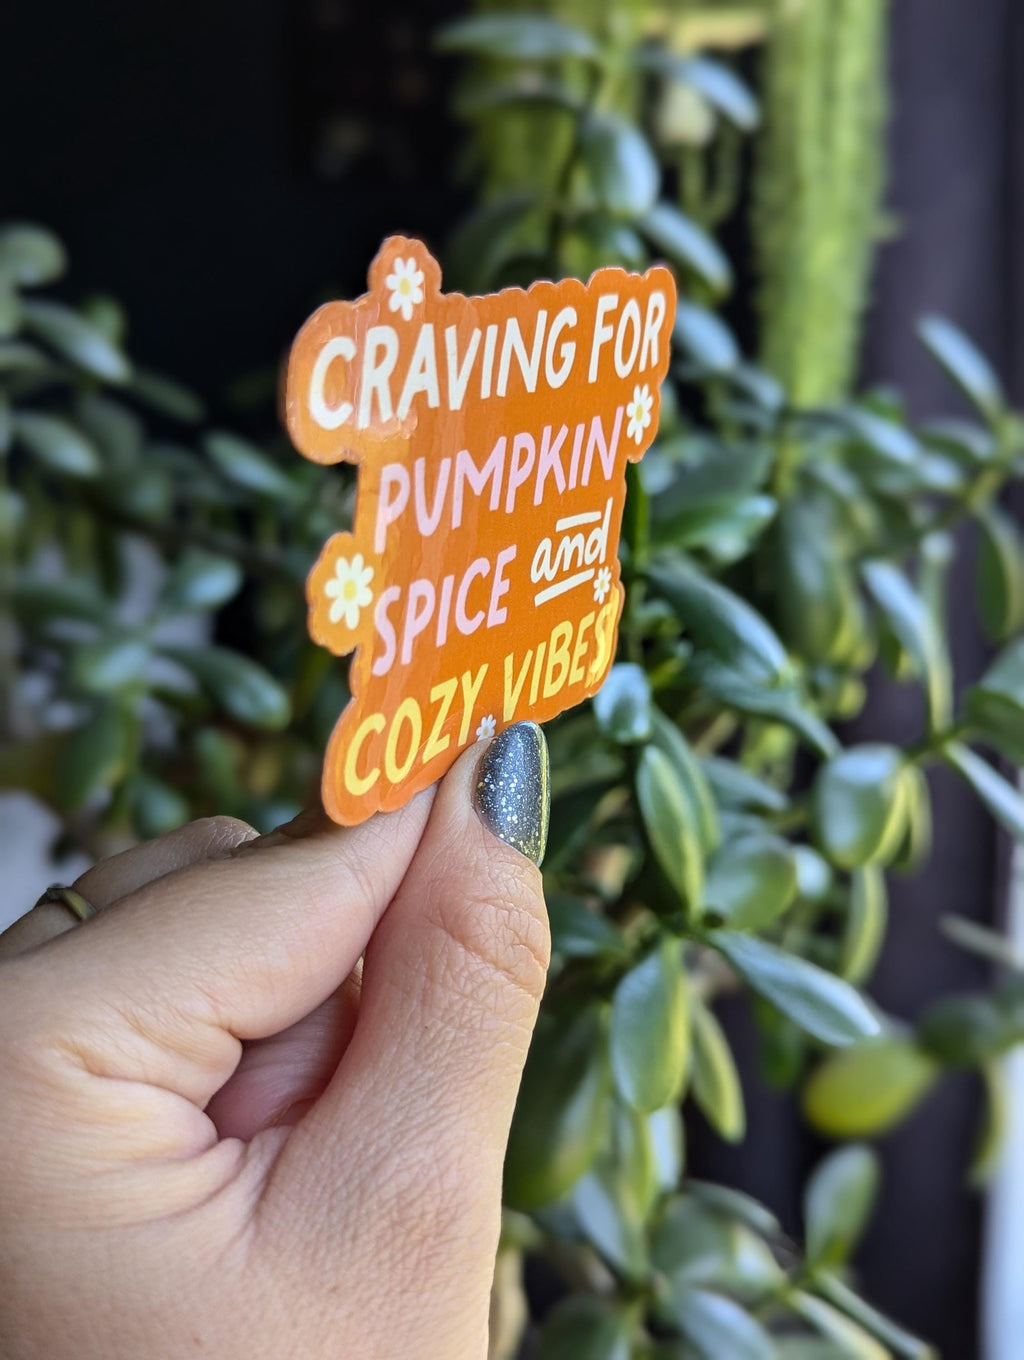 CRAVING FOR
PUMPKIN
SPICE and
COZY VIBES